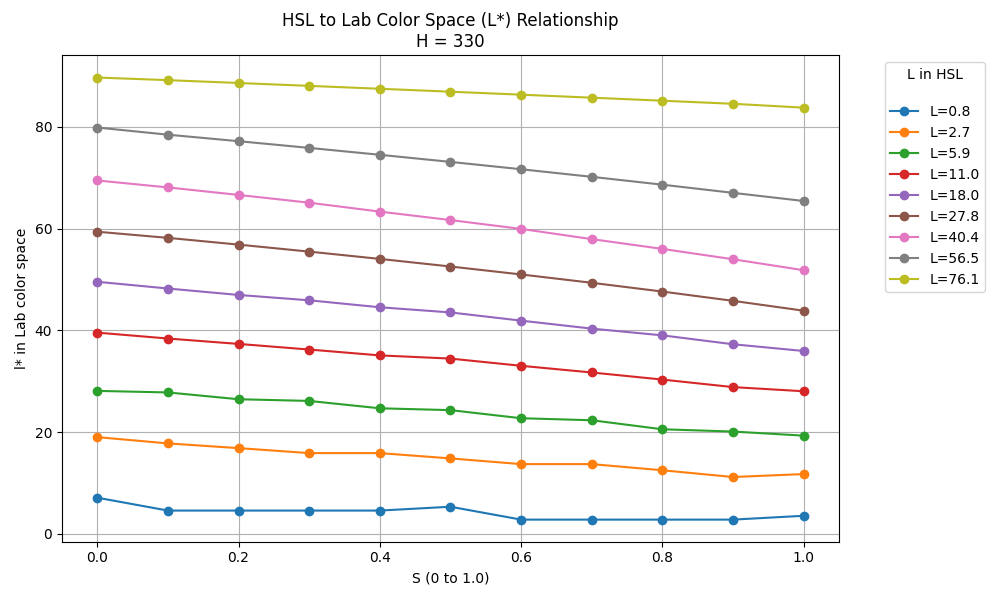 HSL to Lab Color Space (L*) Relationship
H = 330
L in HSL
L=0.8
L=2.7
L=5.9
L=11.0
L=18.0
L=27.8
L=40.4
L=56.5
L=76.1
l* in Lab color space
80
60
40
20
0
0.0 0.2 0.4 0.6 0.8 1.0
S (0 to 1.0)